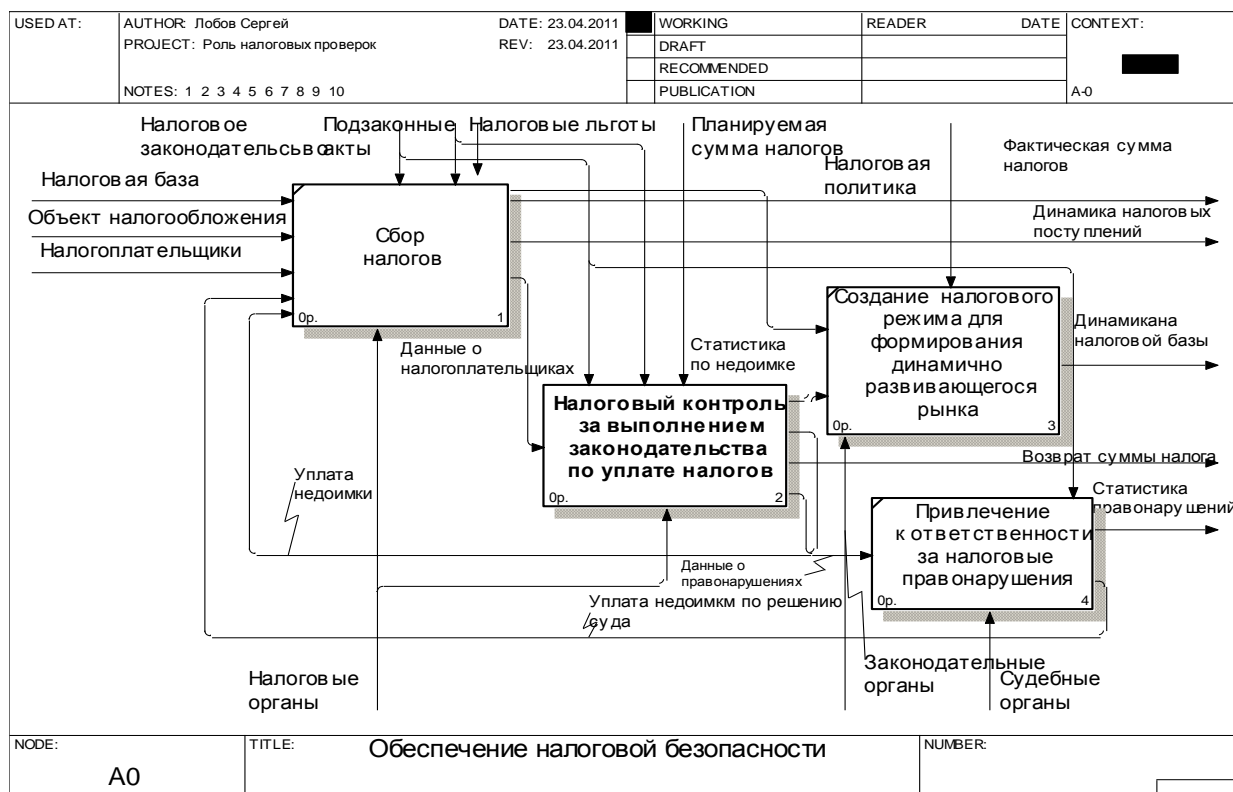 USED AT:
AUTHOR: Лобов Сергей
DATE: 23.04.2011
WORKING
READER
DATE
CONTEXT:
PROJECT: Роль налоговых проверок
REV: 23.04.2011
DRAFT
RECOMMENDED
NOTES: 1 2 3 4 5 6 7 8 9 10
PUBLICATION
A-0
Налоговое
законодательсьво
Подзаконные
акты
Налоговые льготы
Планируемая
сумма налогов
Налоговая
политика
Фактическая сумма
налогов
Налоговая база
Объект налогообложения
Налогоплательщики
Сбор
налогов
0р.
1
Динамика налоговых
поступлений
Данные о
налогоплательщиках
Статистика
по недоимке
Создание налогового
режима для
формирования
динамично
развивающегося
рынка
0р.
3
Динамикана
налоговой базы
Налоговый контроль
за выполнением
законодательства
по уплате налогов
0р.
2
Возврат суммы налога
Уплата
недоимки
Статистика
правонарушений
Привлечение
к ответственности
за налоговые
правонарушения
0р.
4
Данные о
правонарушениях
Уплата недоимкм по решению
суда
Налоговые
органы
Законодательные
органы
Судебные
органы
NODE:
A0
TITLE:
Обеспечение налоговой безопасности
NUMBER: